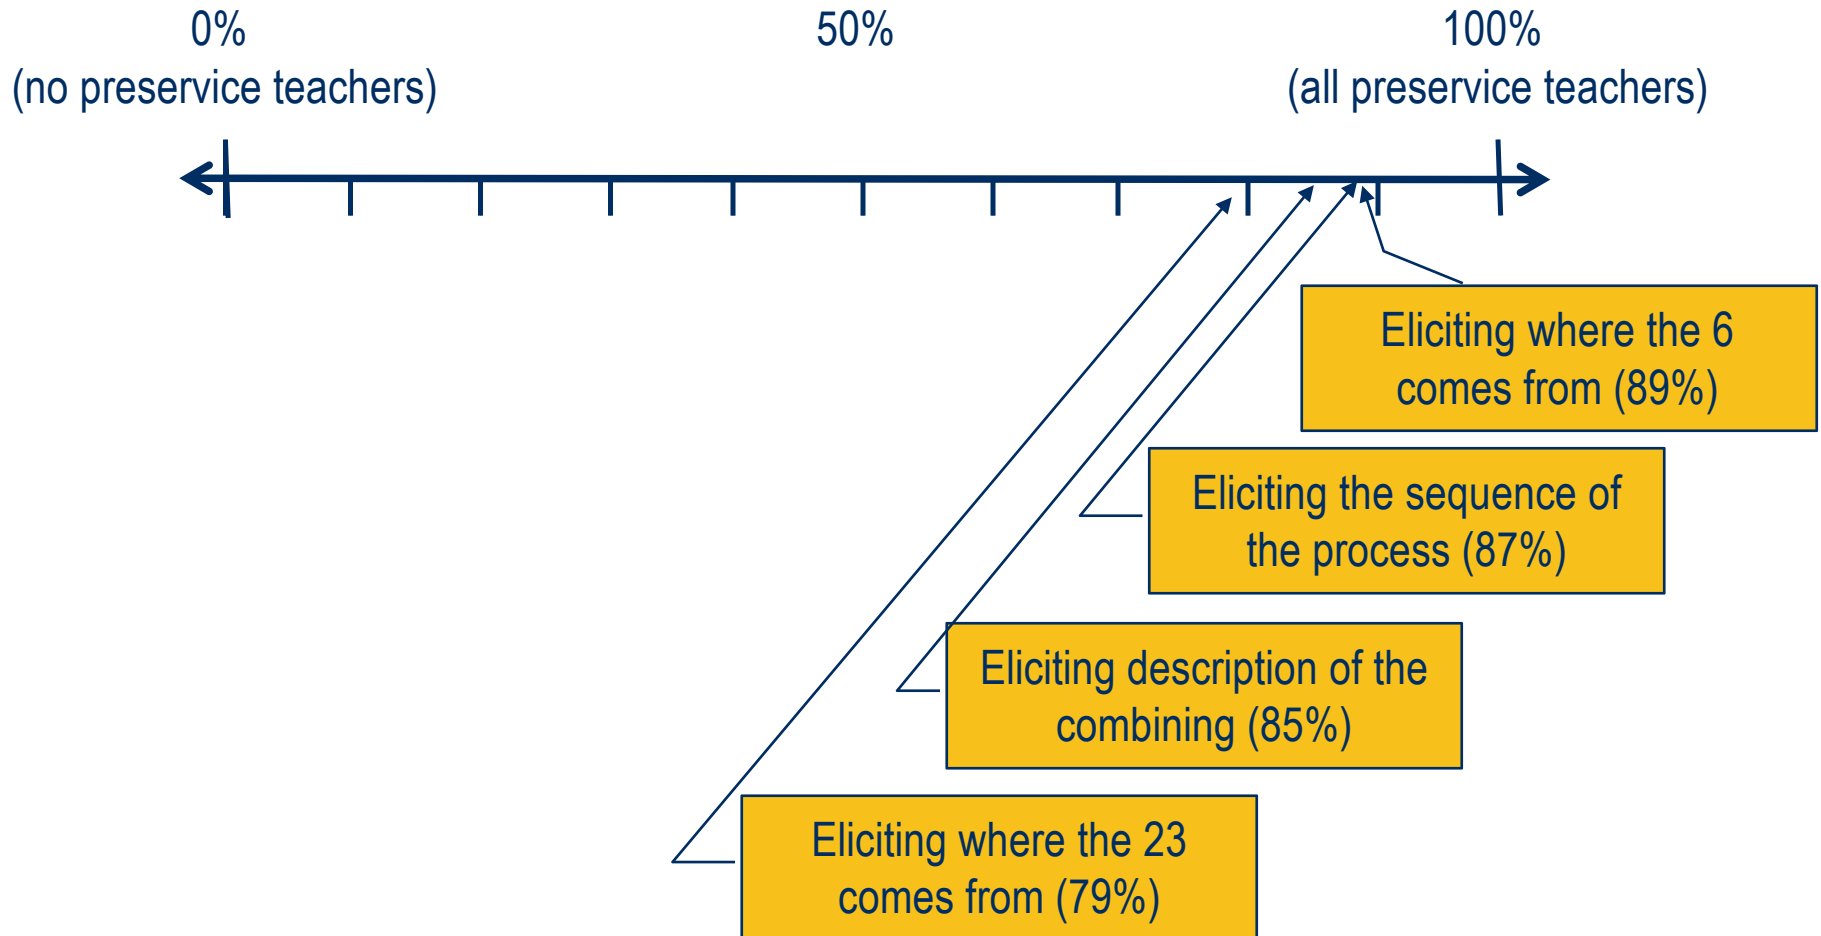 0%
(no preservice teachers)
50%
100%
(all preservice teachers)
Eliciting where the 6
comes from (89%)
Eliciting the sequence of
the process (87%)
Eliciting description of the
combining (85%)
Eliciting where the 23
comes from (79%)